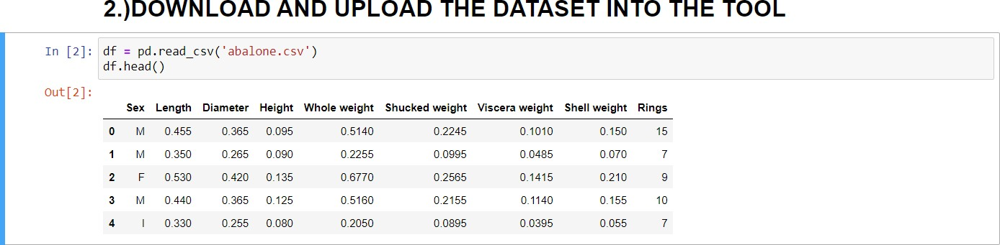 2.)DOWNLOAD AND UPLOAD THE DATASET INTO THE TOOL
In [2]: df = pd.read_csv('abalone.csv')
df.head()
Out[2]:
Sex Length Diameter Height Whole weight Shucked weight Viscera weight Shell weight Rings
0 M 0.455 0.365 0.095 0.5140 0.2245 0.1010 0.150 15
1 M 0.350 0.265 0.090 0.2255 0.0995 0.0485 0.070 7
2 F 0.530 0.420 0.135 0.6770 0.2565 0.1415 0.210 9
3 M 0.440 0.365 0.125 0.5160 0.2155 0.1140 0.155 10
4 I 0.330 0.255 0.080 0.2050 0.0895 0.0395 0.055 7